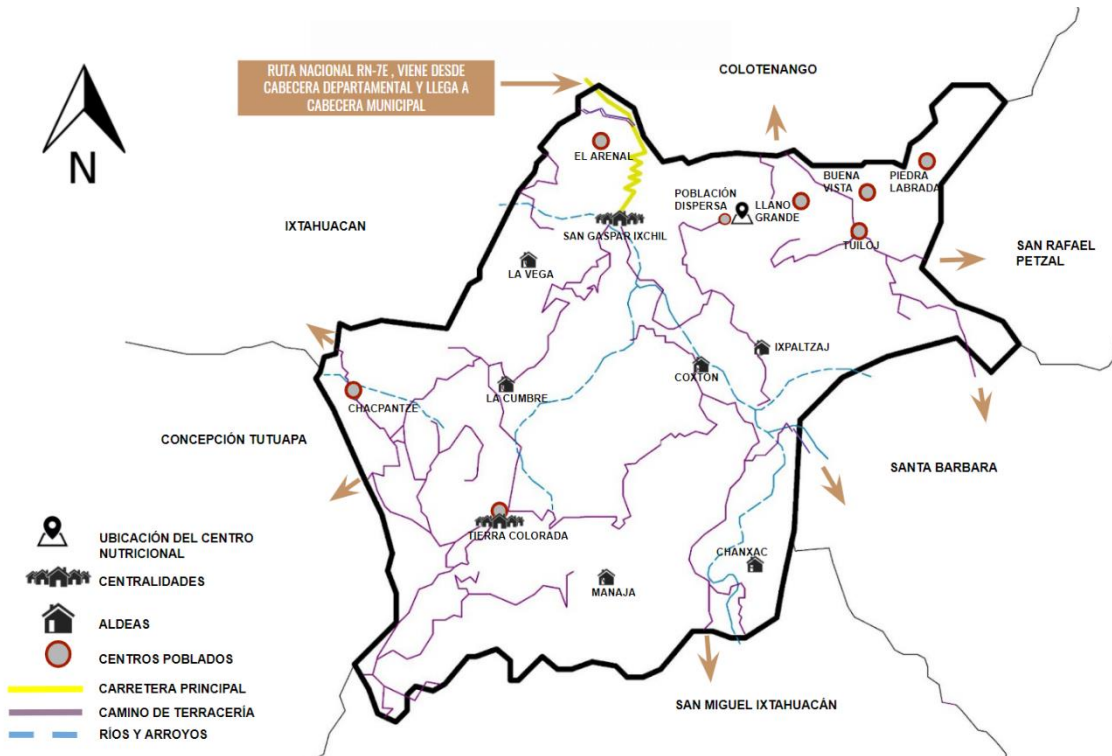 RUTA NACIONAL RN-7E , VIENE DESDE
CABECERA DEPARTAMENTAL Y LLEGA A
CABECERA MUNICIPAL
COLOTENANGO
N
EL ARENAL
BUENA
VISTA
PIEDRA
LABRADA
POBLACIÓN
DISPERSA
LLANO
GRANDE
IXTAHUACAN
SAN GASPAR IXCHIL
TUILOJ
SAN RAFAEL
PETZAL
LA VEGA
IXPALTZAJ
COXTON
LA CUMBRE
CHACPANTZE
CONCEPCIÓN TUTUAPA
SANTA BARBARA
TIERRA COLORADA
CHANXAC
MANAJA
SAN MIGUEL IXTAHUACÁN
UBICACIÓN DEL CENTRO
NUTRICIONAL
CENTRALIDADES
ALDEAS
CENTROS POBLADOS
CARRETERA PRINCIPAL
CAMINO DE TERRACERÍA
RÍOS Y ARROYOS